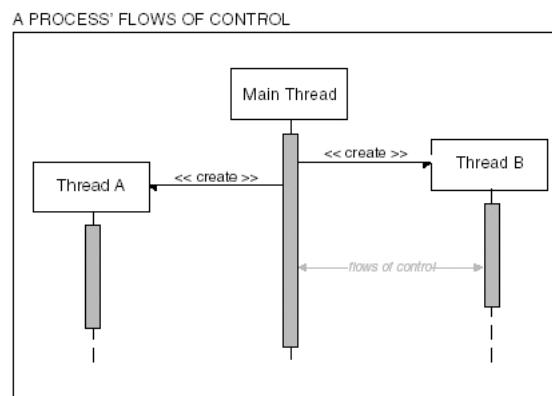 A PROCESS' FLOWS OF CONTROL
Main Thread
<< create >>
Thread B
<< create >>
Thread A
flows of control